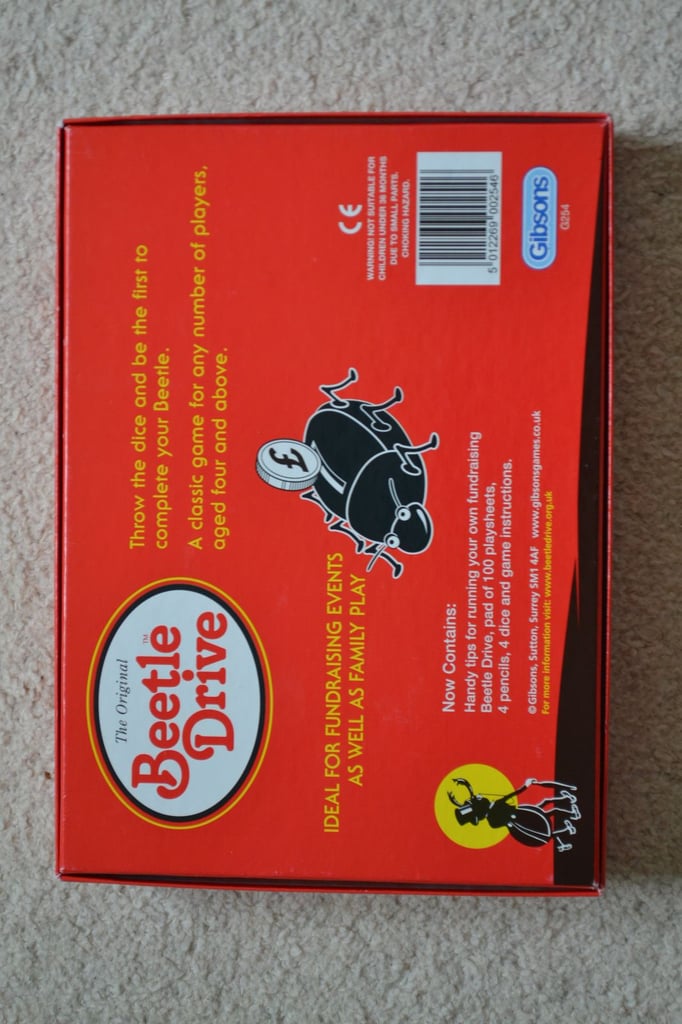 The Original
Beetle™
Drive
Throw the dice and be the first to
complete your Beetle.
A classic game for any number of players,
aged four and above.
IDEAL FOR FUNDRAISING EVENTS
AS WELL AS FAMILY PLAY
£
CE
WARNING! NOT SUITABLE FOR
CHILDREN UNDER 36 MONTHS
DUE TO SMALL PARTS.
CHOKING HAZARD.
5 012269 002546
Now Contains:
Handy tips for running your own fundraising
Beetle Drive, pad of 100 playsheets,
4 pencils, 4 dice and game instructions.
© Gibsons, Sutton, Surrey SM1 4AF www.gibsonsgames.co.uk
For more information visit: www.beetledrive.org.uk
Gibsons
G254